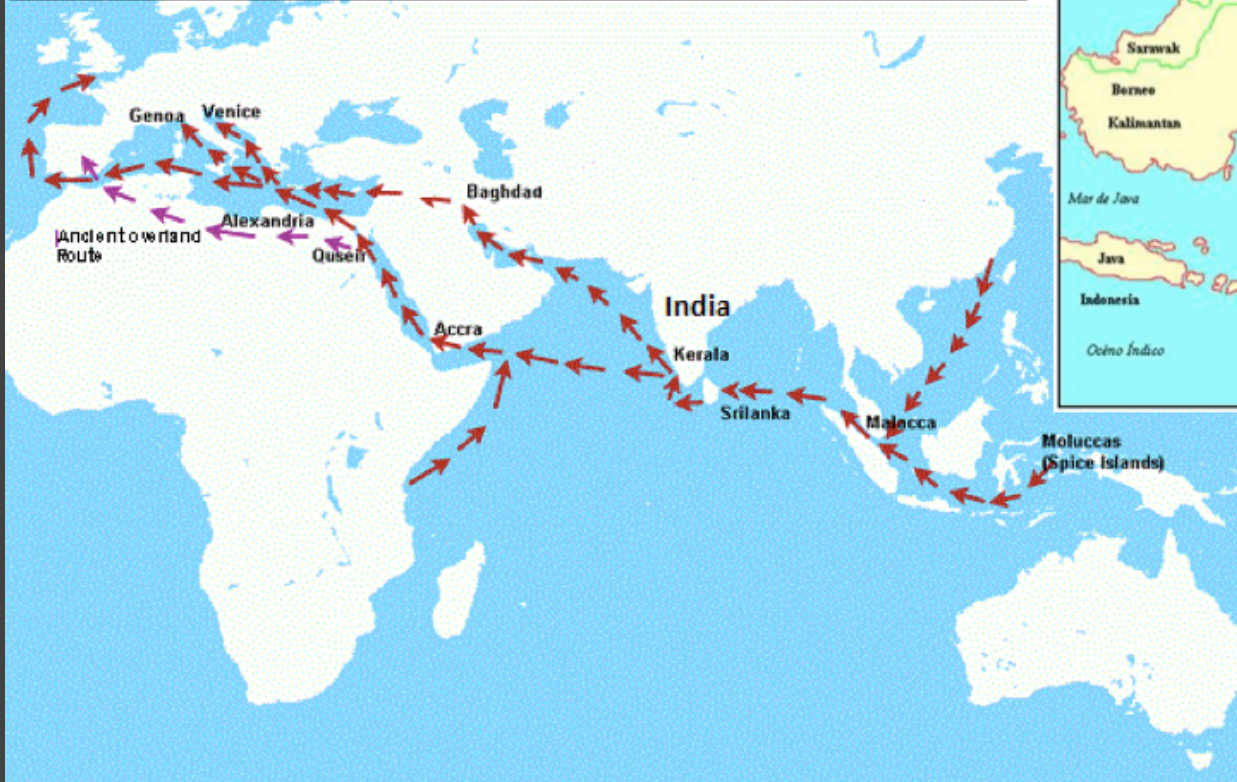 Genoa
Venice
Baghdad
Alexandria
Ancient overland
Route
Quseir
India
Accra
Kerala
Srilanka
Malacca
Moluccas
(Spice Islands)
Sarawak
Borneo
Kalimantan
Mar de Java
Java
Indonesia
Océno Índico